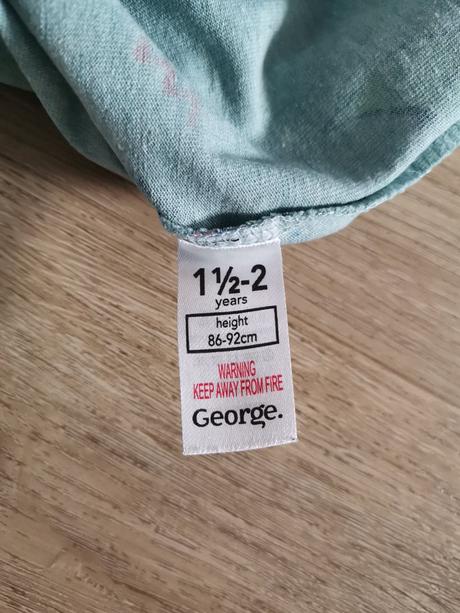 1½-2
years
height
86-92cm
WARNING
KEEP AWAY FROM FIRE
George.